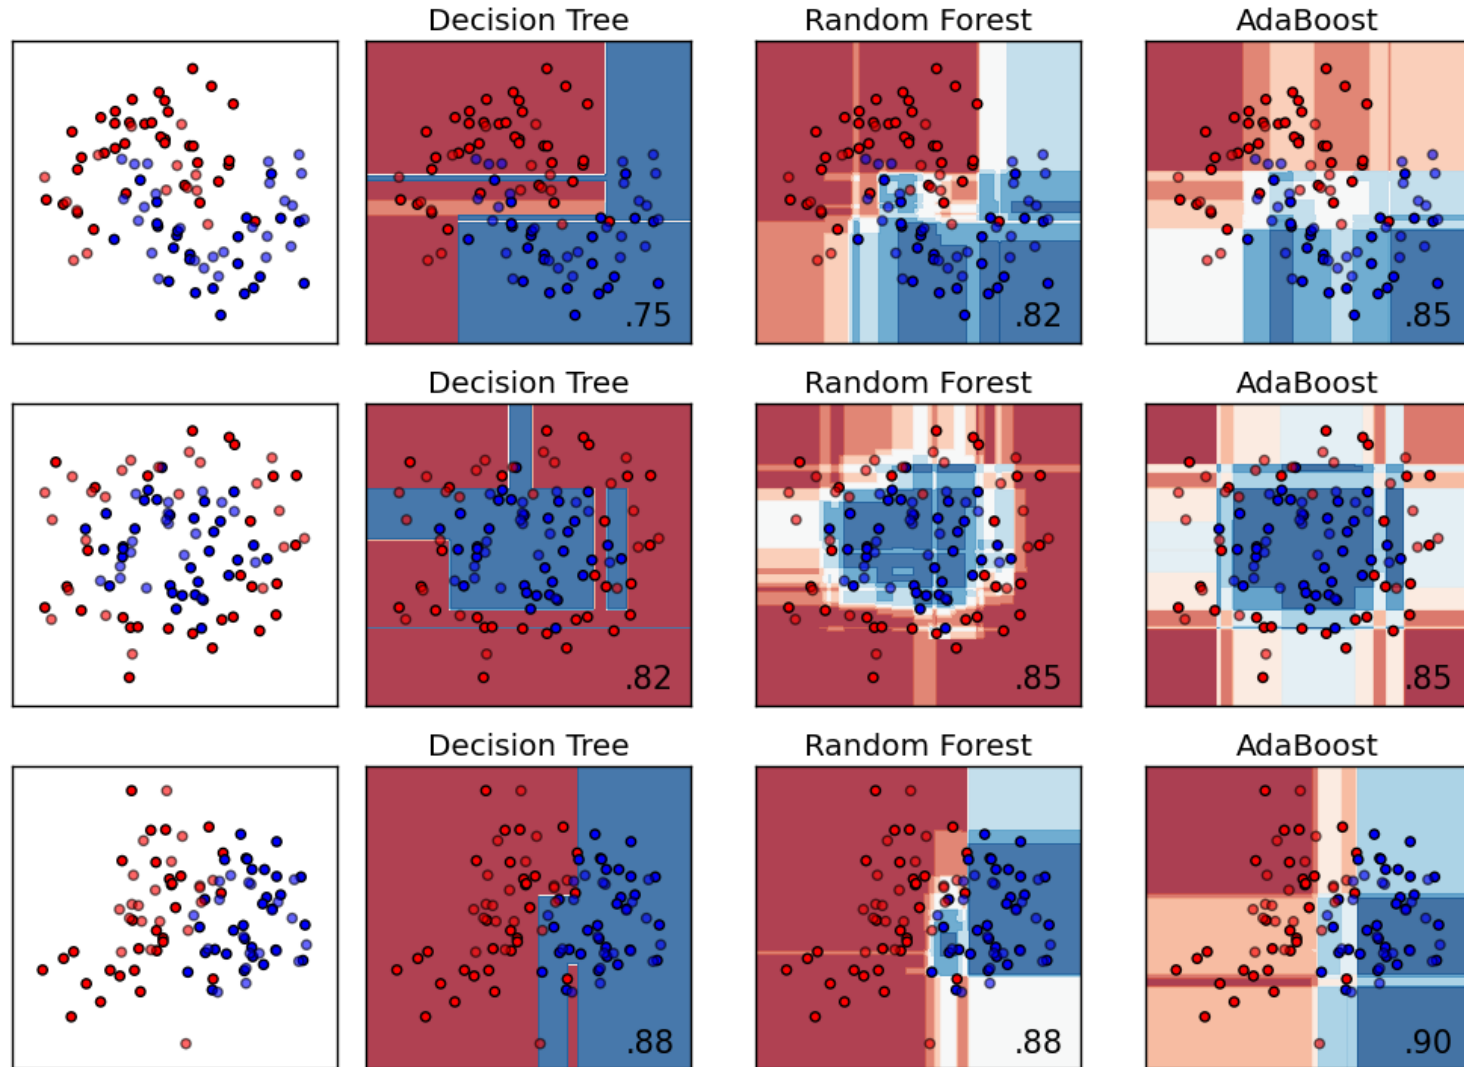 Decision Tree Random Forest AdaBoost
.75 .82 .85
Decision Tree Random Forest AdaBoost
.82 .85 .85
Decision Tree Random Forest AdaBoost
.88 .88 .90